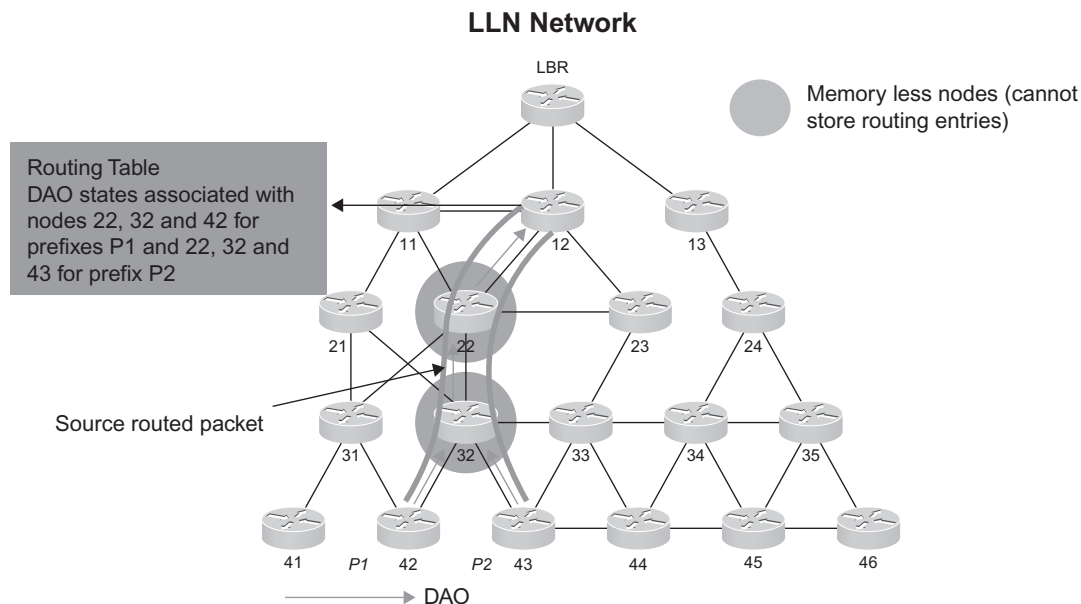 LLN Network
LBR
Memory less nodes (cannot
store routing entries)
Routing Table
DAO states associated with
nodes 22, 32 and 42 for
prefixes P1 and 22, 32 and
43 for prefix P2
11
12
13
21
22
23
24
Source routed packet
31
32
33
34
35
41
P1
42
P2
43
44
45
46
DAO